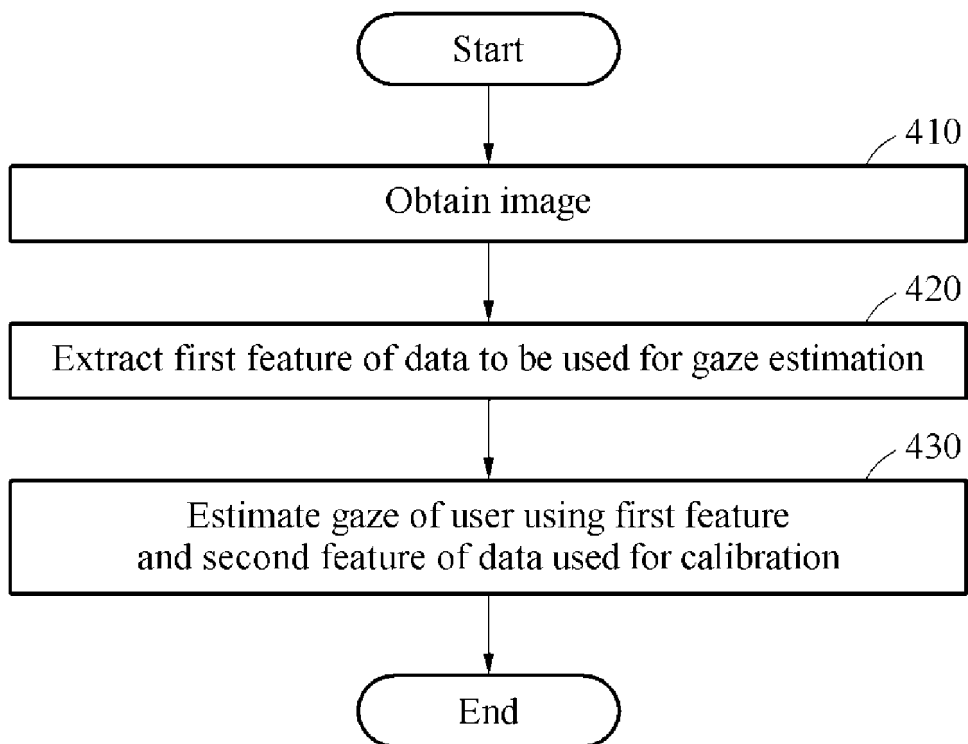 Start
410
Obtain image
420
Extract first feature of data to be used for gaze estimation
430
Estimate gaze of user using first feature
and second feature of data used for calibration
End